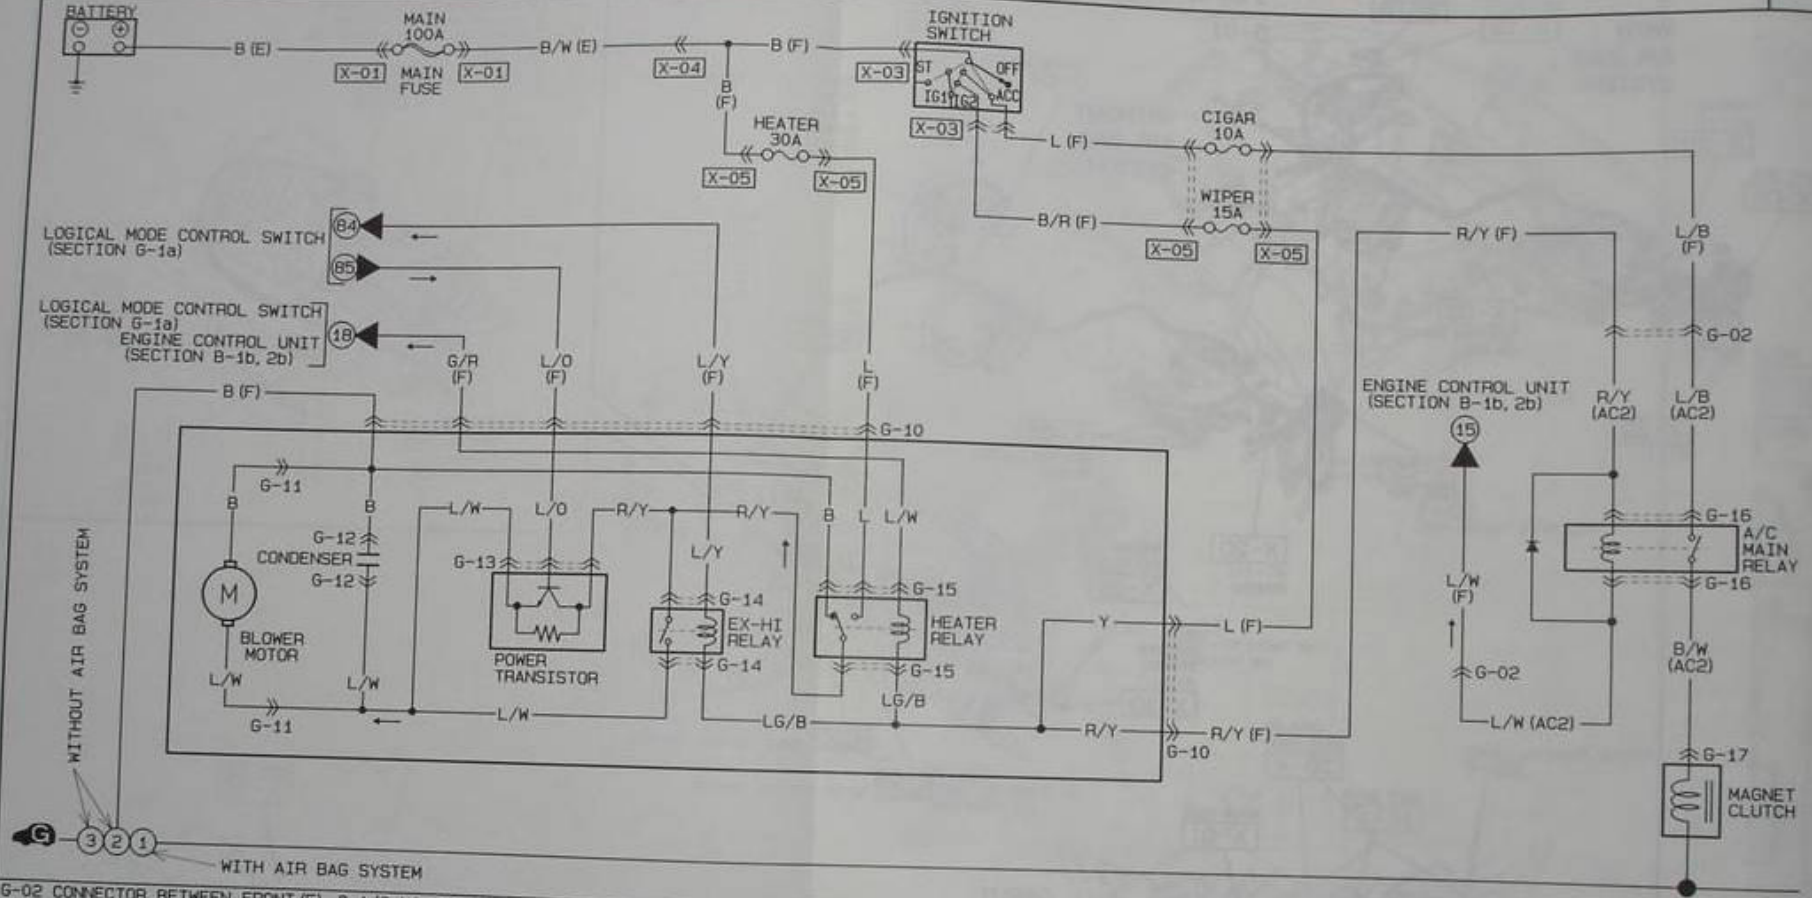 BATTERY
B (E)
MAIN
100A
X-01
MAIN
FUSE
X-01
B/W (E)
X-04
B (F)
B
(F)
X-03
IGNITION
SWITCH
ST
OFF
IG1
IG2
ACC
X-03
HEATER
30A
X-05
X-05
L (F)
CIGAR
10A
B/R (F)
WIPER
15A
X-05
X-05
R/Y (F)
L/B
(F)
LOGICAL MODE CONTROL SWITCH
(SECTION G-1a)
84
85
LOGICAL MODE CONTROL SWITCH
(SECTION G-1a)
ENGINE CONTROL UNIT
(SECTION B-1b, 2b)
18
G/R
(F)
L/O
(F)
L/Y
(F)
L
(F)
G-02
B (F)
G-10
ENGINE CONTROL UNIT
(SECTION B-1b, 2b)
15
R/Y
(AC2)
L/B
(AC2)
G-11
B
B
L/W
L/O
R/Y
R/Y
B
L
L/W
G-16
G-12
CONDENSER
G-12
G-13
L/Y
A/C
MAIN
RELAY
G-16
M
BLOWER
MOTOR
POWER
TRANSISTOR
G-14
EX-HI
RELAY
G-14
G-15
HEATER
RELAY
G-15
L/W
(F)
Y
L (F)
L/W
L/W
LG/B
B/W
(AC2)
G-02
G-11
L/W
LG/B
R/Y
R/Y (F)
G-10
L/W (AC2)
G-17
MAGNET
CLUTCH
WITHOUT AIR BAG SYSTEM
G
3
2
1
WITH AIR BAG SYSTEM
G-02 CONNECTOR BETWEEN FRONT (F)